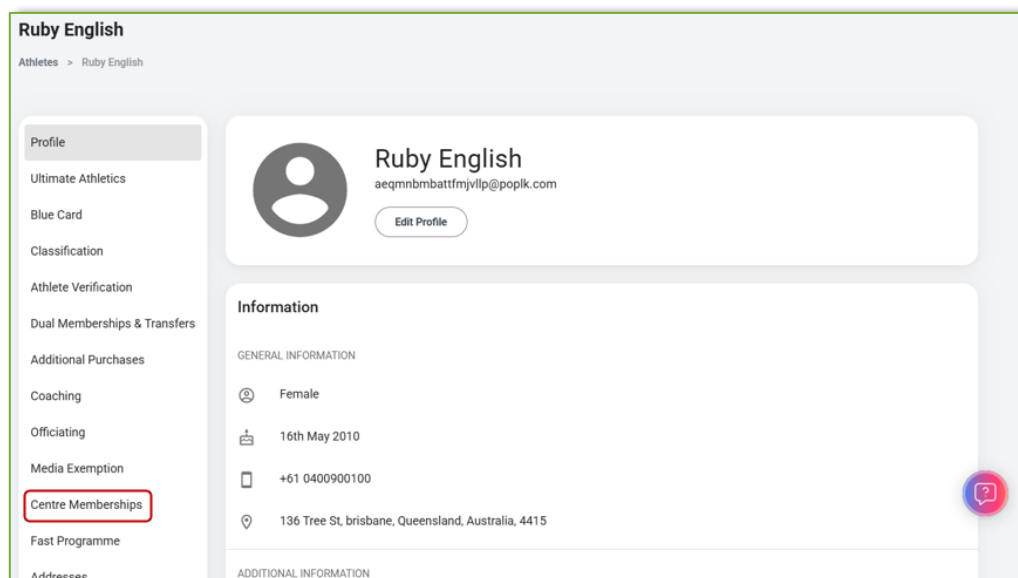 Ruby English
Athletes > Ruby English
Profile
Ultimate Athletics
Blue Card
Classification
Athlete Verification
Dual Memberships & Transfers
Additional Purchases
Coaching
Officiating
Media Exemption
Centre Memberships
Fast Programme
Addresses
Ruby English
aeqmnbmbattfmjvllp@poplk.com
Edit Profile
Information
GENERAL INFORMATION
Female
16th May 2010
+61 0400900100
136 Tree St, brisbane, Queensland, Australia, 4415
ADDITIONAL INFORMATION